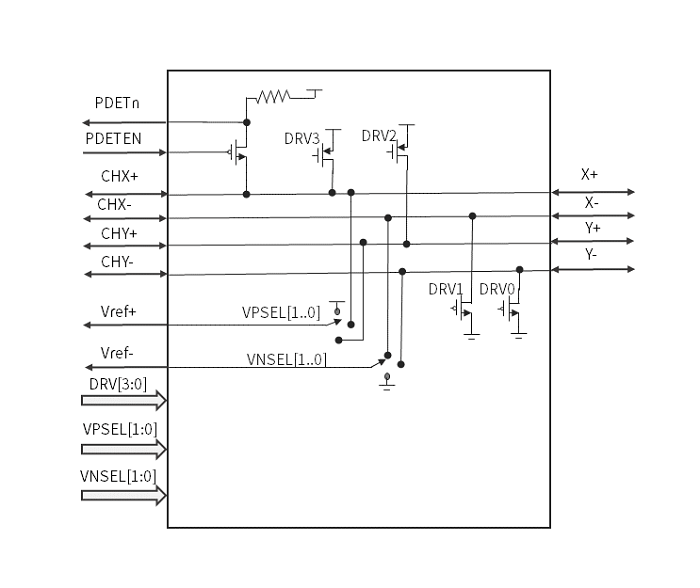 PDETn
PDETEN
DRV3
DRV2
CHX+
X+
CHX-
X-
CHY+
Y+
CHY-
Y-
DRV1
DRV0
Vref+
VPSEL[1..0]
Vref-
VNSEL[1..0]
DRV[3:0]
VPSEL[1:0]
VNSEL[1:0]